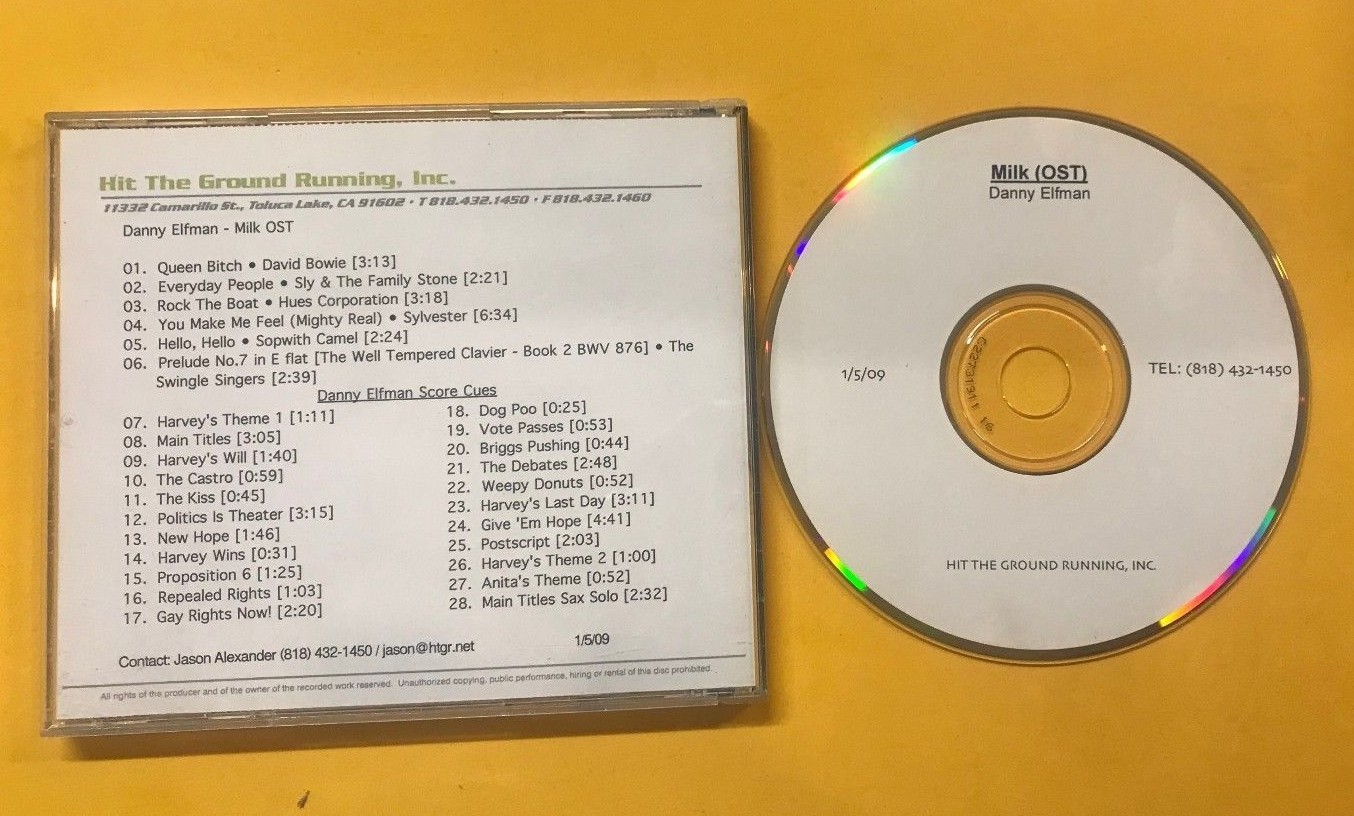 Hit The Ground Running, Inc.
11332 Camarillo St., Toluca Lake, CA 91602 • T 818.432.1450 • F 818.432.1460
Danny Elfman - Milk OST
01. Queen Bitch • David Bowie [3:13]
02. Everyday People • Sly & The Family Stone [2:21]
03. Rock The Boat • Hues Corporation [3:18]
04. You Make Me Feel (Mighty Real) • Sylvester [6:34]
05. Hello, Hello • Sopwith Camel [2:24]
06. Prelude No.7 in E flat [The Well Tempered Clavier - Book 2 BWV 876] • The
Swingle Singers [2:39]
Danny Elfman Score Cues
07. Harvey's Theme 1 [1:11]
08. Main Titles [3:05]
09. Harvey's Will [1:40]
10. The Castro [0:59]
11. The Kiss [0:45]
12. Politics Is Theater [3:15]
13. New Hope [1:46]
14. Harvey Wins [0:31]
15. Proposition 6 [1:25]
16. Repealed Rights [1:03]
17. Gay Rights Now! [2:20]
18. Dog Poo [0:25]
19. Vote Passes [0:53]
20. Briggs Pushing [0:44]
21. The Debates [2:48]
22. Weepy Donuts [0:52]
23. Harvey's Last Day [3:11]
24. Give 'Em Hope [4:41]
25. Postscript [2:03]
26. Harvey's Theme 2 [1:00]
27. Anita's Theme [0:52]
28. Main Titles Sax Solo [2:32]
Contact: Jason Alexander (818) 432-1450 / jason@htgr.net
1/5/09
All rights of the producer and of the owner of the recorded work reserved. Unauthorized copying, public performance, hiring or rental of this disc prohibited.
Milk (OST)
Danny Elfman
1/5/09
TEL: (818) 432-1450
HIT THE GROUND RUNNING, INC.